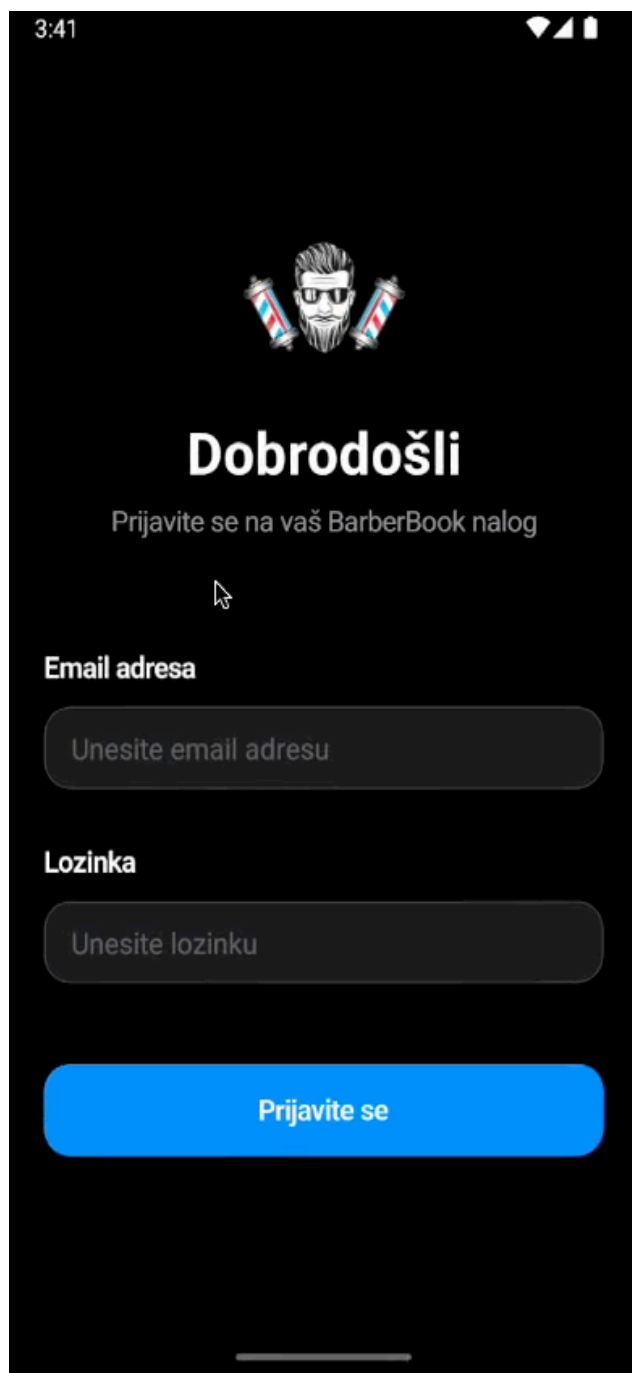 3:41
Dobrodošli
Prijavite se na vaš BarberBook nalog
Email adresa
Unesite email adresu
Lozinka
Unesite lozinku
Prijavite se